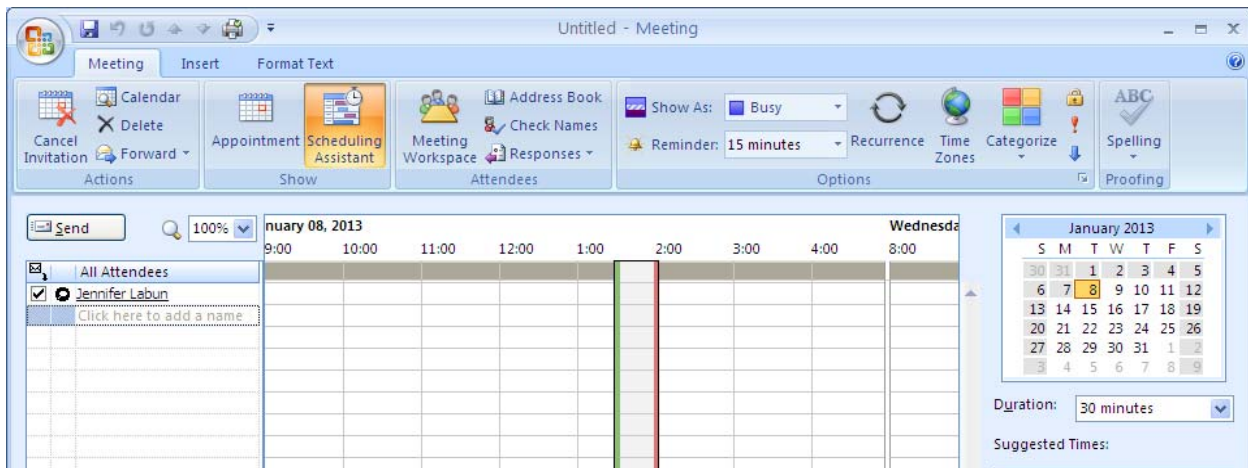 Untitled - Meeting
Meeting Insert Format Text
Cancel Invitation
Calendar
Delete
Forward
Actions
Appointment
Scheduling Assistant
Show
Meeting Workspace
Address Book
Check Names
Responses
Attendees
Show As: Busy
Reminder: 15 minutes
Recurrence
Time Zones
Categorize
Options
ABC
Spelling
Proofing
Send
100%
nuary 08, 2013 Wednesda
9:00 10:00 11:00 12:00 1:00 2:00 3:00 4:00 8:00
All Attendees
Jennifer Labun
Click here to add a name
January 2013
S M T W T F S
30 31 1 2 3 4 5
6 7 8 9 10 11 12
13 14 15 16 17 18 19
20 21 22 23 24 25 26
27 28 29 30 31 1 2
3 4 5 6 7 8 9
Duration: 30 minutes
Suggested Times: